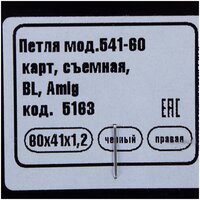 Петля мод.541-60
карт, съемная,
BL, Amig
код. 5163
EAC
80x41x1,2 черный правая